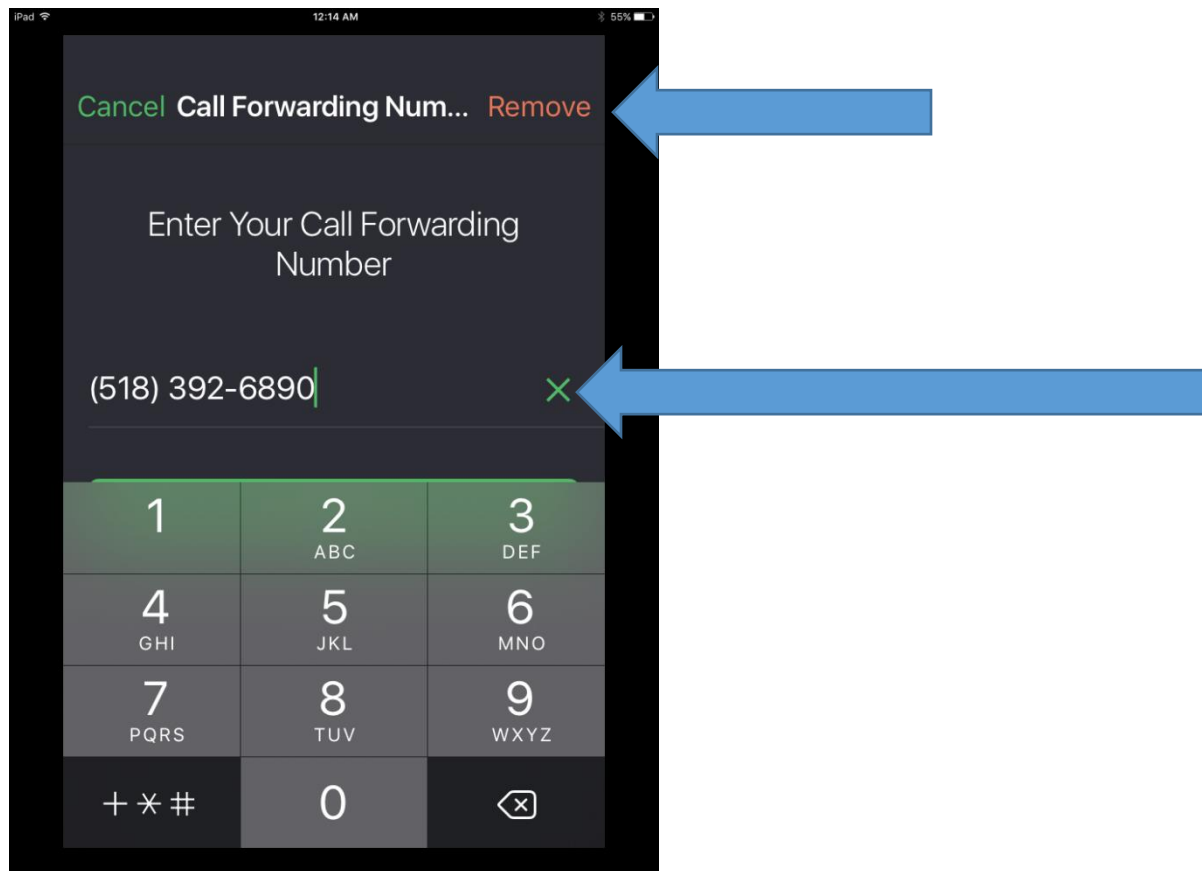 iPad 12:14 AM 55%
Cancel Call Forwarding Num... Remove
Enter Your Call Forwarding
Number
(518) 392-6890
1 2 3
ABC DEF
4 5 6
GHI JKL MNO
7 8 9
PQRS TUV WXYZ
+*# 0